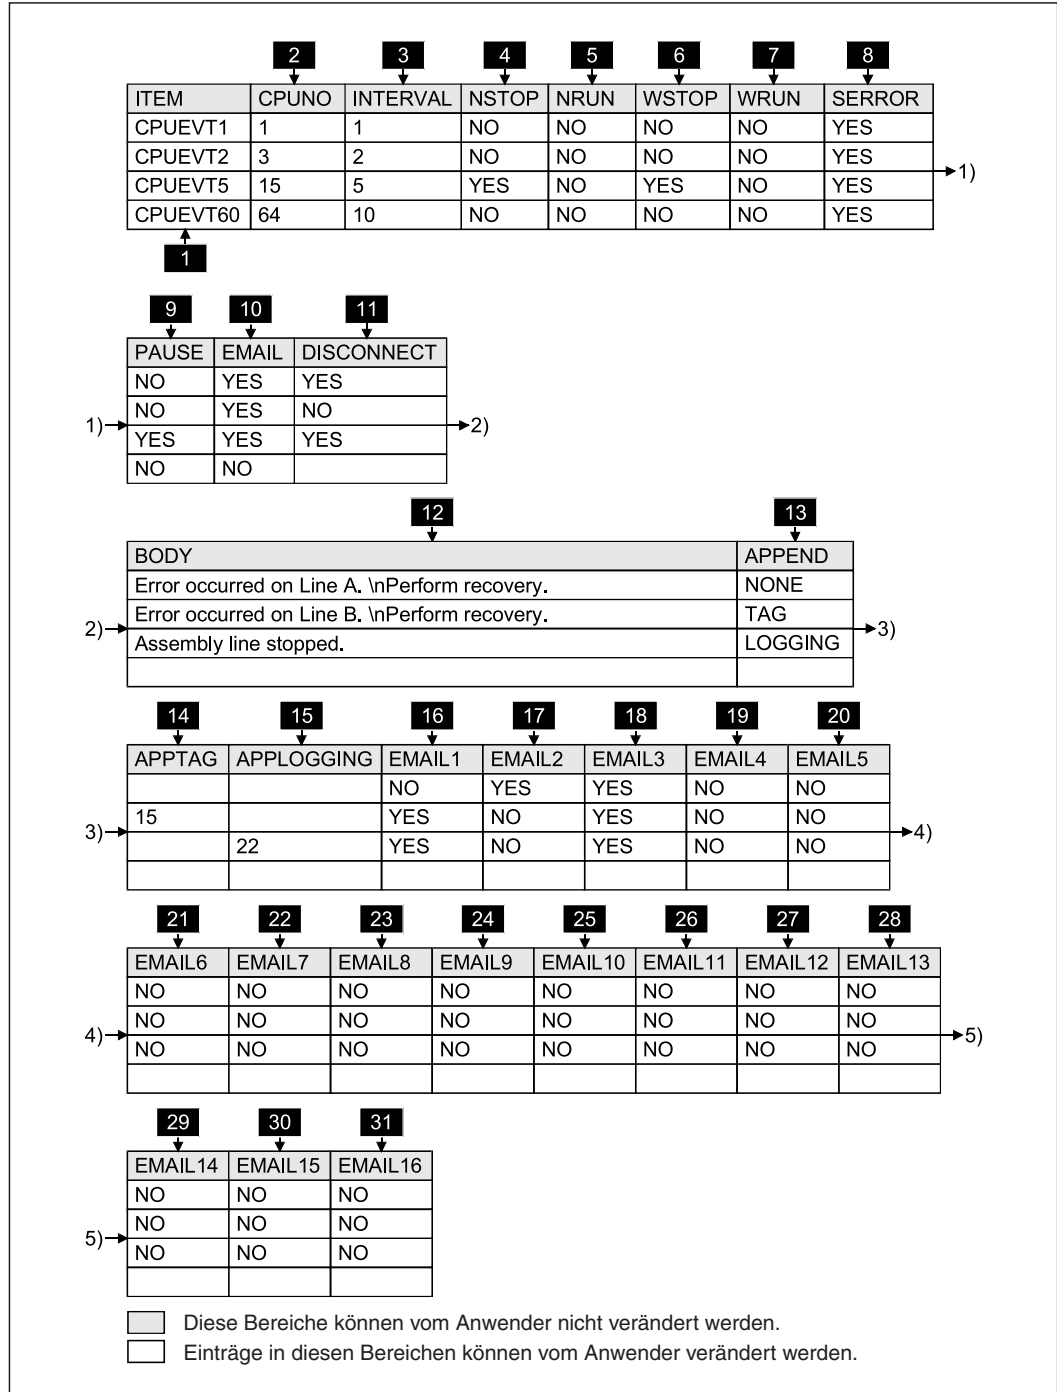 2 3 4 5 6 7 8
ITEM CPUNO INTERVAL NSTOP NRUN WSTOP WRUN SERROR
CPUEVT1 1 1 NO NO NO NO YES
CPUEVT2 3 2 NO NO NO NO YES
1)
CPUEVT5 15 5 YES NO YES NO YES
CPUEVT60 64 10 NO NO NO NO YES
1
9 10 11
PAUSE EMAIL DISCONNECT
NO YES YES
NO YES NO
1) 2)
YES YES YES
NO NO
12 13
BODY APPEND
Error occurred on Line A. \nPerform recovery. NONE
Error occurred on Line B. \nPerform recovery. TAG
2) 3)
Assembly line stopped. LOGGING
14 15 16 17 18 19 20
APPTAG APPLOGGING EMAIL1 EMAIL2 EMAIL3 EMAIL4 EMAIL5
NO YES YES NO NO
15 YES NO YES NO NO
3) 4)
22 YES NO YES NO NO
21 22 23 24 25 26 27 28
EMAIL6 EMAIL7 EMAIL8 EMAIL9 EMAIL10 EMAIL11 EMAIL12 EMAIL13
NO NO NO NO NO NO NO NO
NO NO NO NO NO NO NO NO
4) 5)
NO NO NO NO NO NO NO NO
29 30 31
EMAIL14 EMAIL15 EMAIL16
NO NO NO
NO NO NO
5)
NO NO NO
Diese Bereiche können vom Anwender nicht verändert werden.
Einträge in diesen Bereichen können vom Anwender verändert werden.